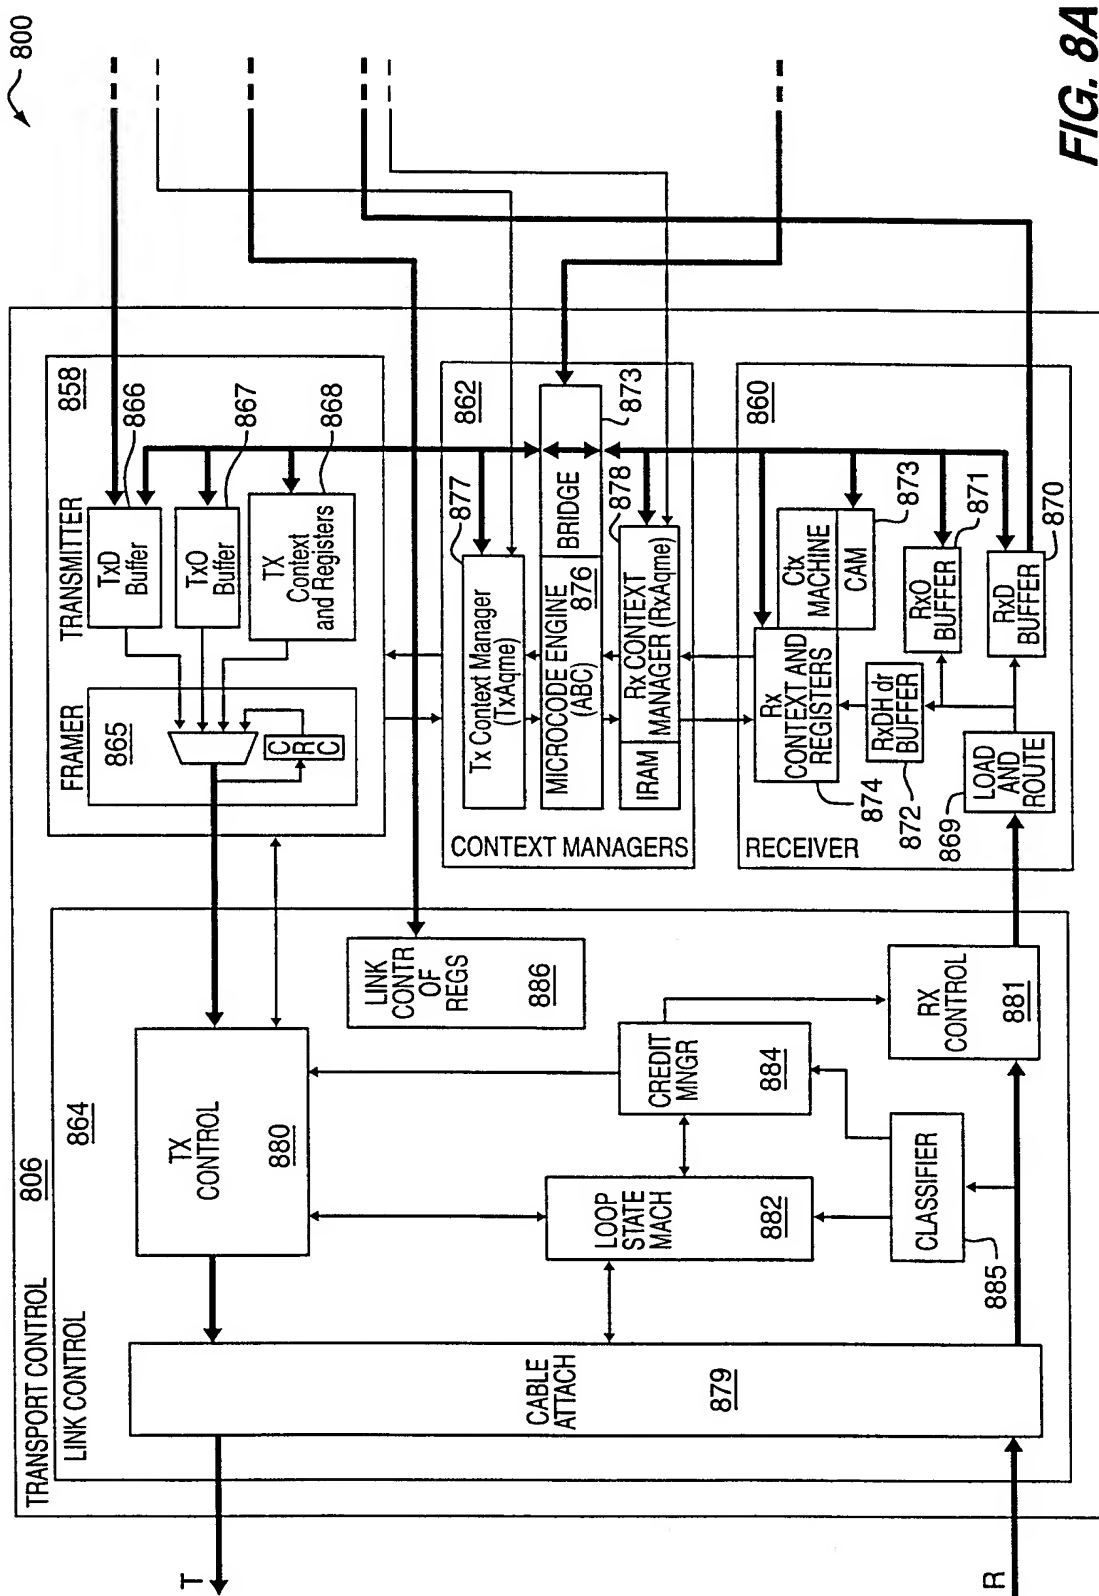 800
FIG. 8A
TRANSPORT CONTROL
806
LINK CONTROL
864
T
R
CABLE
ATTACH
879
TX
CONTROL
880
LOOP
STATE
MACH
882
CREDIT
MNGR
884
CLASSIFIER
885
LINK
CONTR
OF
REGS
886
RX
CONTROL
881
FRAMER
865
C
R
C
TRANSMITTER
858
TxD
Buffer
866
TxO
Buffer
867
TX
Context
and Registers
868
CONTEXT MANAGERS
862
877
Tx Context Manager
(TxAqme)
MICROCODE ENGINE
(ABC)
876
BRIDGE
873
IRAM
Rx CONTEXT
MANAGER (RxAqme)
878
RECEIVER
860
Rx
CONTEXT AND
REGISTERS
874
Ctx
MACHINE
CAM
873
RxDH dr
BUFFER
872
RxO
BUFFER
871
LOAD
AND
ROUTE
869
RxD
BUFFER
870